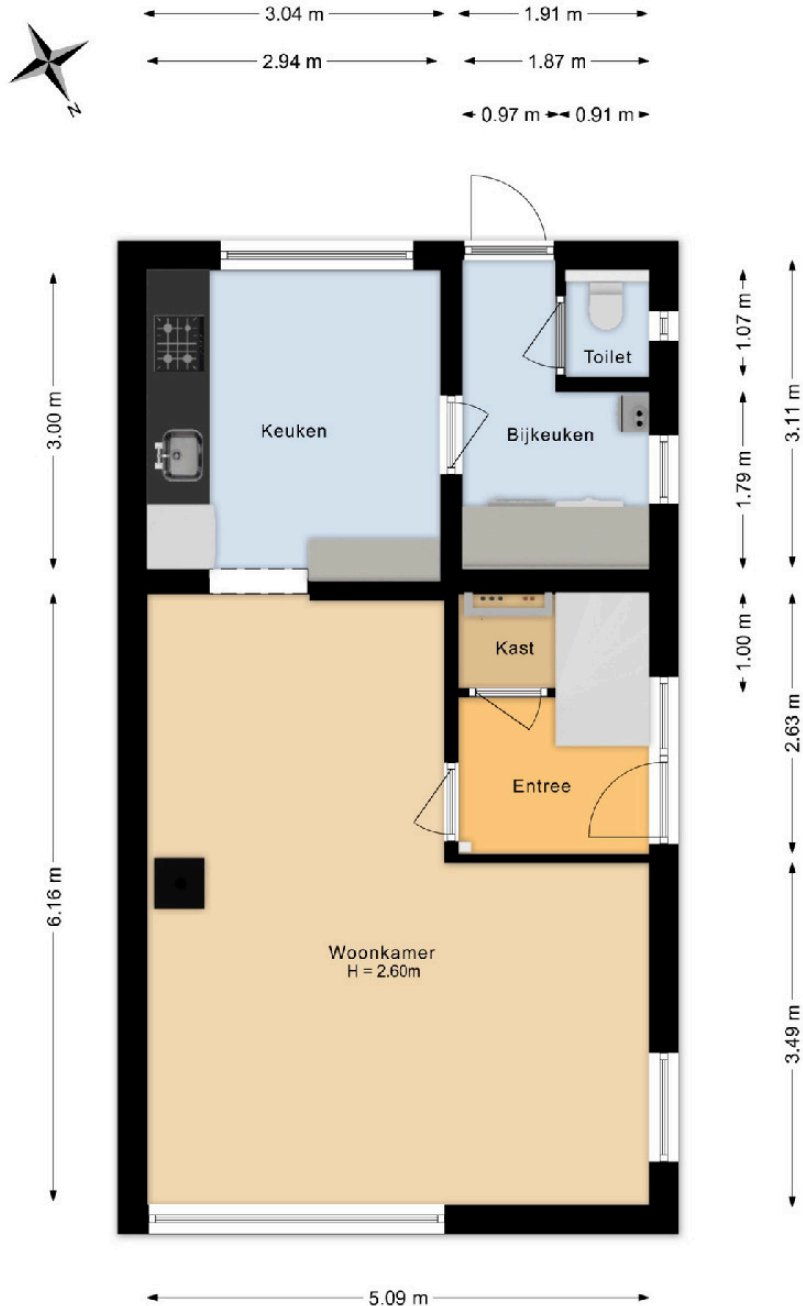 3.04 m
1.91 m
2.94 m
1.87 m
0.97 m
0.91 m
N
3.00 m
1.07 m
3.11 m
Toilet
Keuken
Bijkeuken
1.79 m
1.00 m
Kast
2.63 m
Entree
6.16 m
Woonkamer
H = 2.60m
3.49 m
5.09 m